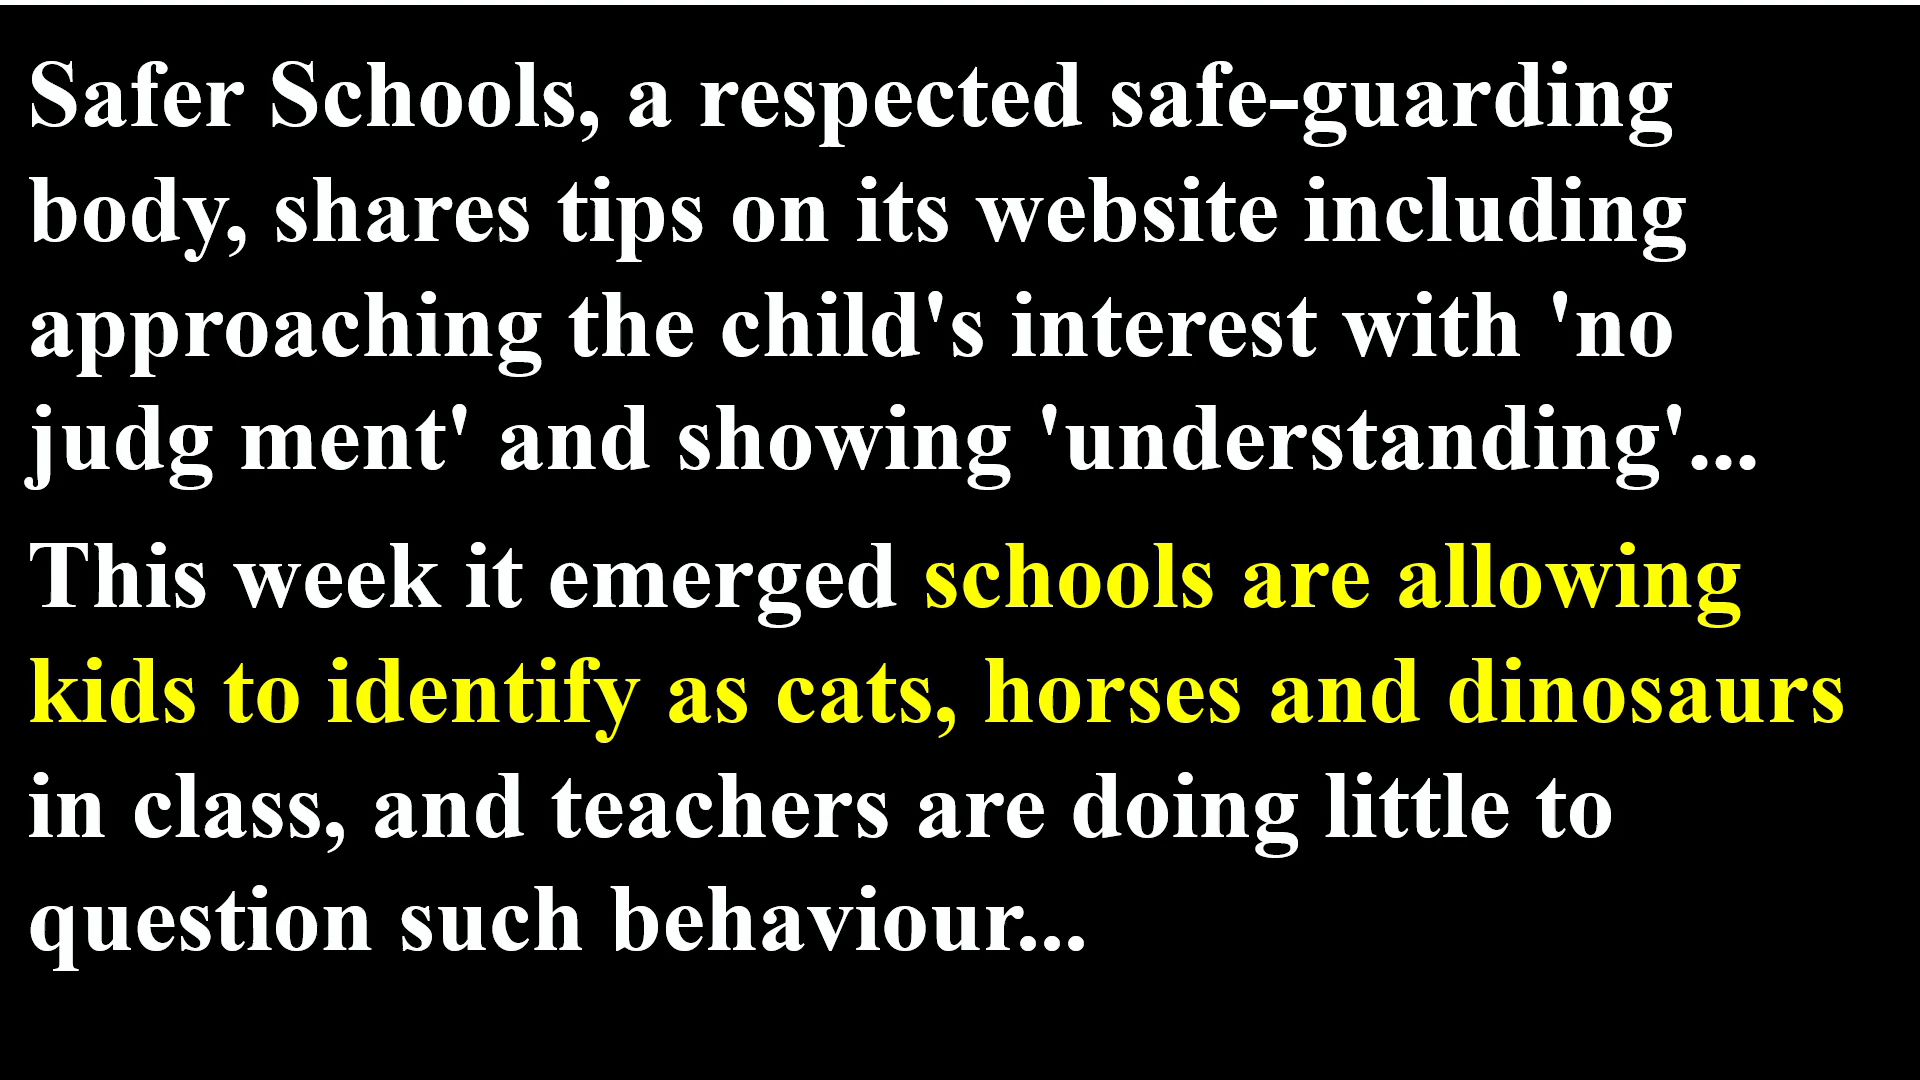 Safer Schools, a respected safe-guarding
body, shares tips on its website including
approaching the child's interest with 'no
judg ment' and showing 'understanding'...
This week it emerged schools are allowing
kids to identify as cats, horses and dinosaurs
in class, and teachers are doing little to
question such behaviour...